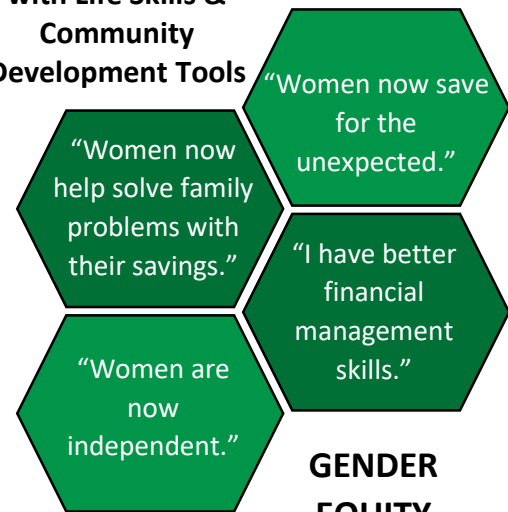 with Life Skills &
Community
Development Tools
“Women now save
for the
unexpected.”
“Women now
help solve family
problems with
their savings.”
“I have better
financial
management
skills.”
“Women are
now
independent.”
GENDER
EQUITY